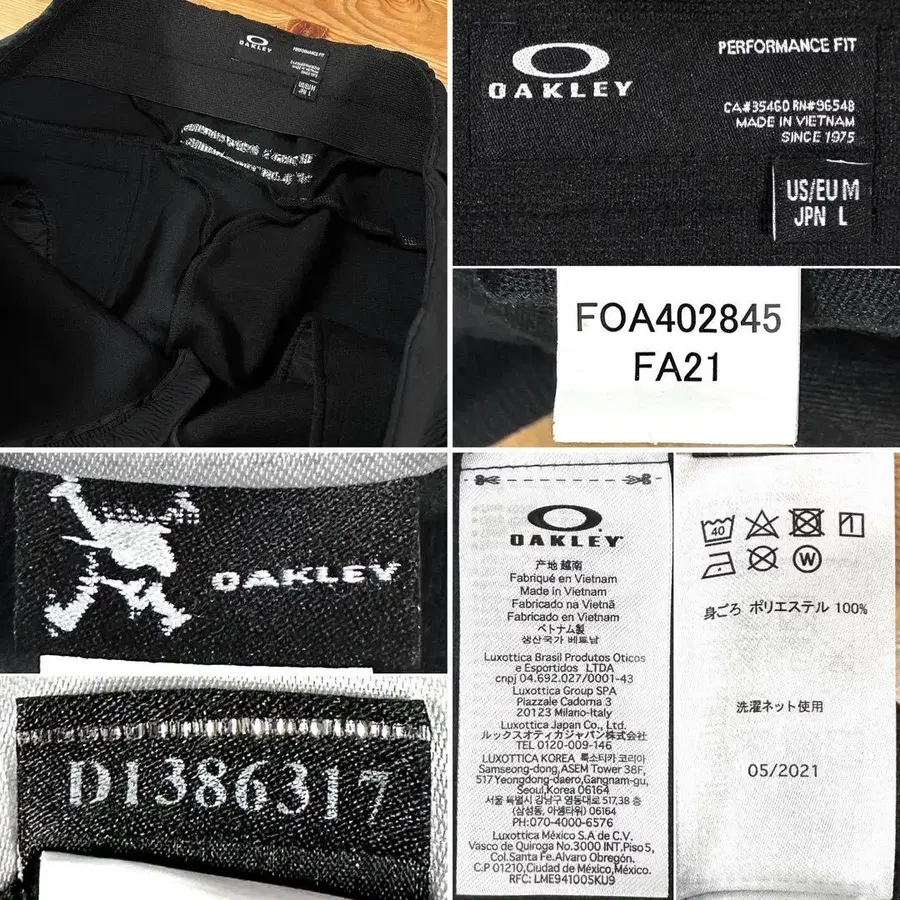 OAKLEY
PERFORMANCE FIT
US/EU M
JPN L
OAKLEY
PERFORMANCE FIT
CA#35460 RN#96548
MADE IN VIETNAM
SINCE 1975
US/EU M
JPN L
FOA402845
FA21
OAKLEY
D1386317
OAKLEY
产地 越南
Fabriqué en Vietnam
Made in Vietnam
Fabricado na Vietnã
Fabricado en Vietnam
ベトナム製
생산국가 베트남
Luxottica Brasil Produtos Oticos
e Esportidos LTDA
cnpj 04.692.027/0001-43
Luxottica Group SPA
Piazzale Cadorna 3
20123 Milano-Italy
Luxottica Japan Co., Ltd.
ルックスオティカジャパン株式会社
TEL 0120-009-146
LUXOTTICA KOREA 룩소티카 코리아
Samseong-dong, ASEM Tower 38F,
517 Yeongdong-daero, Gangnam-gu,
Seoul, Korea 06164
서울 특별시 강남구 영동대로 517,38 층
(삼성동, 아셈타워) 06164
PH:070-4000-6576
Luxottica México S.A de C.V.
Vasco de Quiroga No.3000 INT.Piso 5,
Col.Santa Fe.Alvaro Obregón.
C.P 01210, Ciudad de México, México.
RFC: LME941005KU9
40
W
身ごろ ポリエステル 100%
洗濯ネット使用
05/2021